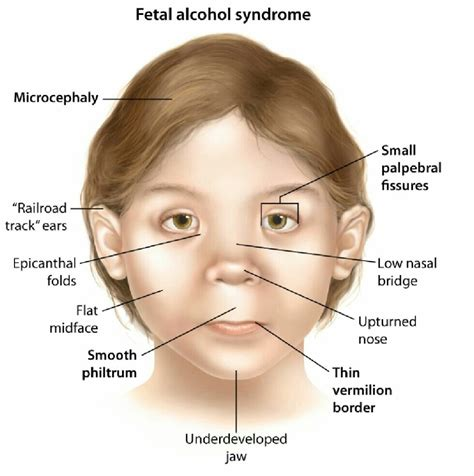 Fetal alcohol syndrome
Microcephaly
Small
palpebral
fissures
“Railroad
track” ears
Epicanthal
folds
Low nasal
bridge
Flat
midface
Upturned
nose
Smooth
philtrum
Thin
vermilion
border
Underdeveloped
jaw